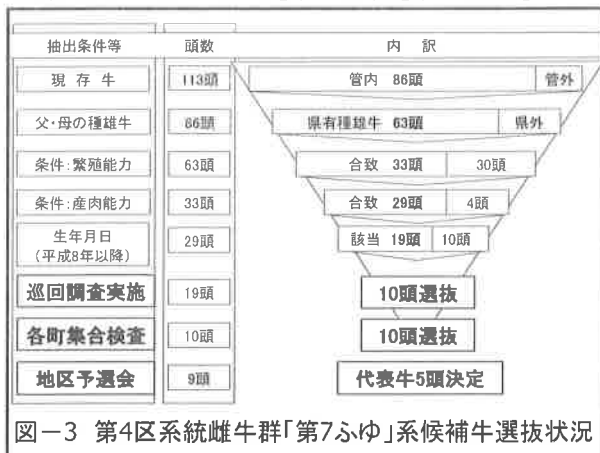 抽出条件等 頭数 内訳
現存牛 113頭 管内 86頭 管外
父・母の種雄牛 86頭 県有種雄牛 63頭 県外
条件:繁殖能力 63頭 合致 33頭 30頭
条件:産肉能力 33頭 合致 29頭 4頭
生年月日
(平成8年以降) 29頭 該当 19頭 10頭
巡回調査実施 19頭 10頭選抜
各町集合検査 10頭 10頭選抜
地区予選会 9頭 代表牛5頭決定
図－3 第4区系統雌牛群「第7ふゆ」系候補牛選抜状況